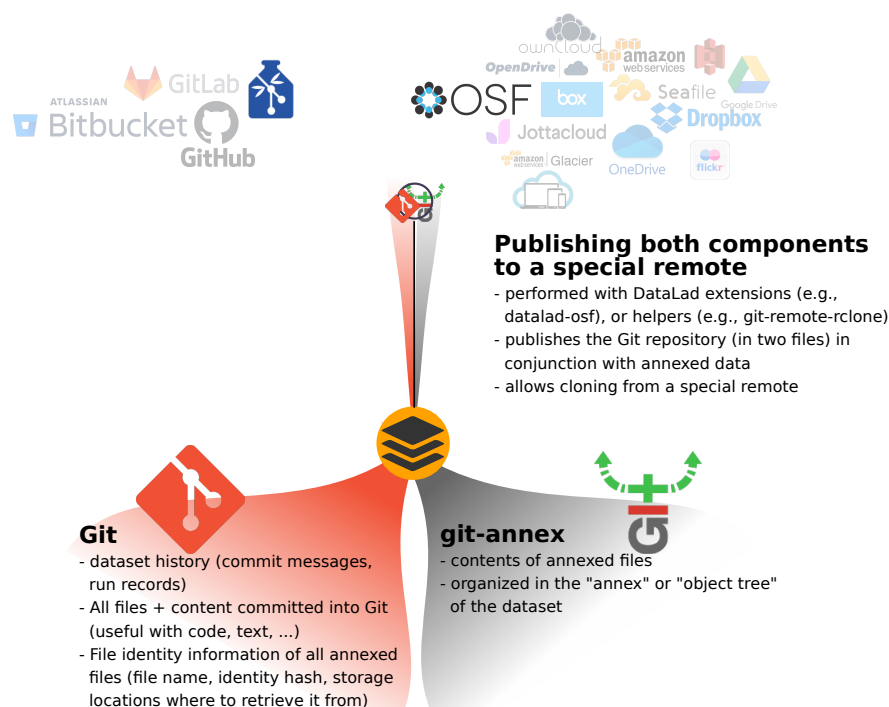 ownCloud
OpenDrive
amazon
web services
GitLab
ATLASSIAN
Bitbucket
GitHub
OSF
box
Seafile
Google Drive
Dropbox
Jottacloud
amazon
web services
Glacier
OneDrive
flickr
Publishing both components
to a special remote
- performed with DataLad extensions (e.g.,
datalad-osf), or helpers (e.g., git-remote-rclone)
- publishes the Git repository (in two files) in
conjunction with annexed data
- allows cloning from a special remote
Git
- dataset history (commit messages,
run records)
- All files + content committed into Git
(useful with code, text, ...)
- File identity information of all annexed
files (file name, identity hash, storage
locations where to retrieve it from)
git-annex
- contents of annexed files
- organized in the "annex" or "object tree"
of the dataset
GIt